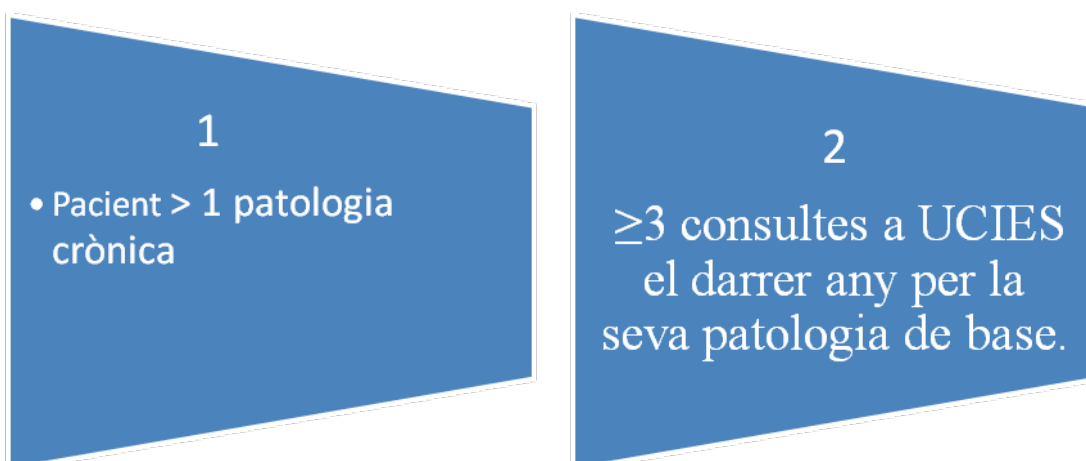 1
• Pacient > 1 patologia
crònica
2
≥3 consultes a UCIES
el darrer any per la
seva patologia de base.